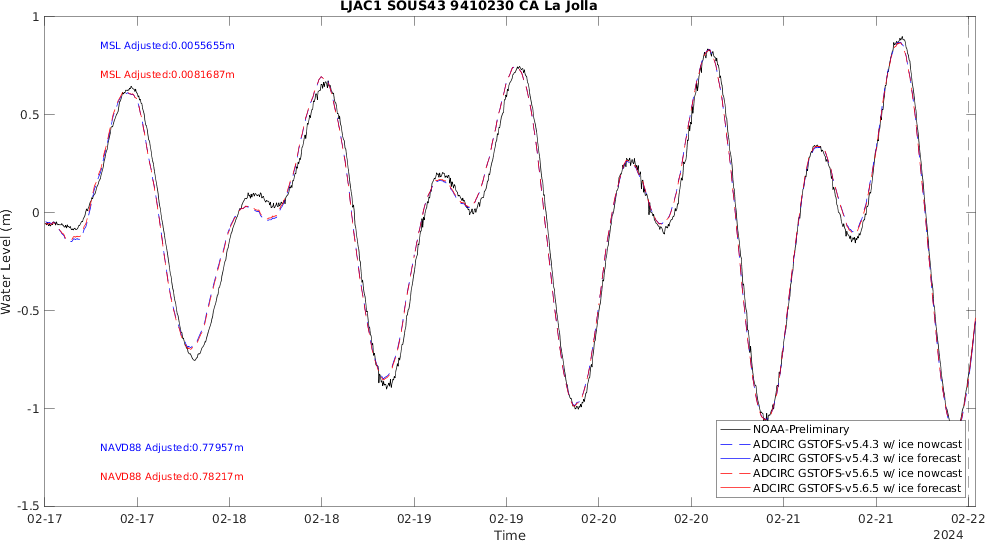 LJAC1 SOUS43 9410230 CA La Jolla
1
MSL Adjusted:0.0055655m
MSL Adjusted:0.0081687m
0.5
0
Water Level (m)
-0.5
-1
NOAA-Preliminary
NAVD88 Adjusted:0.77957m
ADCIRC GSTOFS-v5.4.3 w/ ice nowcast
ADCIRC GSTOFS-v5.4.3 w/ ice forecast
NAVD88 Adjusted:0.78217m
ADCIRC GSTOFS-v5.6.5 w/ ice nowcast
ADCIRC GSTOFS-v5.6.5 w/ ice forecast
-1.5
02-17 02-17 02-18 02-18 02-19 02-19 02-20 02-20 02-21 02-21 02-22
Time
2024